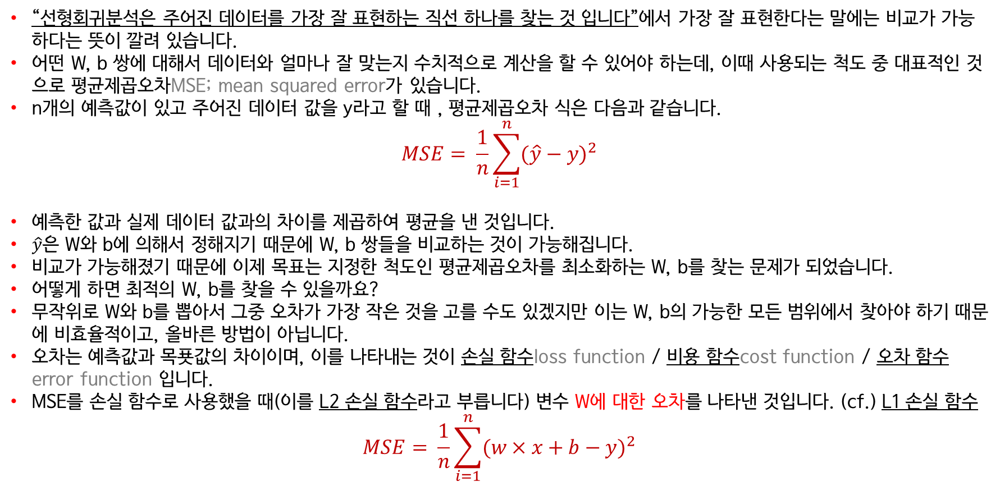 • “선형회귀분석은 주어진 데이터를 가장 잘 표현하는 직선 하나를 찾는 것 입니다”에서 가장 잘 표현한다는 말에는 비교가 가능
하다는 뜻이 깔려 있습니다.
• 어떤 W, b 쌍에 대해서 데이터와 얼마나 잘 맞는지 수치적으로 계산을 할 수 있어야 하는데, 이때 사용되는 척도 중 대표적인 것
으로 평균제곱오차MSE; mean squared error가 있습니다.
• n개의 예측값이 있고 주어진 데이터 값을 y라고 할 때 , 평균제곱오차 식은 다음과 같습니다.
$MSE = \frac{1}{n}\sum_{i=1}^{n}(\hat{y} - y)^2$
• 예측한 값과 실제 데이터 값과의 차이를 제곱하여 평균을 낸 것입니다.
• ŷ은 W와 b에 의해서 정해지기 때문에 W, b 쌍들을 비교하는 것이 가능해집니다.
• 비교가 가능해졌기 때문에 이제 목표는 지정한 척도인 평균제곱오차를 최소화하는 W, b를 찾는 문제가 되었습니다.
• 어떻게 하면 최적의 W, b를 찾을 수 있을까요?
• 무작위로 W와 b를 뽑아서 그중 오차가 가장 작은 것을 고를 수도 있겠지만 이는 W, b의 가능한 모든 범위에서 찾아야 하기 때문
에 비효율적이고, 올바른 방법이 아닙니다.
• 오차는 예측값과 목푯값의 차이이며, 이를 나타내는 것이 손실 함수loss function / 비용 함수cost function / 오차 함수
error function 입니다.
• MSE를 손실 함수로 사용했을 때(이를 L2 손실 함수라고 부릅니다) 변수 W에 대한 오차를 나타낸 것입니다. (cf.) L1 손실 함수
$MSE = \frac{1}{n}\sum_{i=1}^{n}(w \times x + b - y)^2$